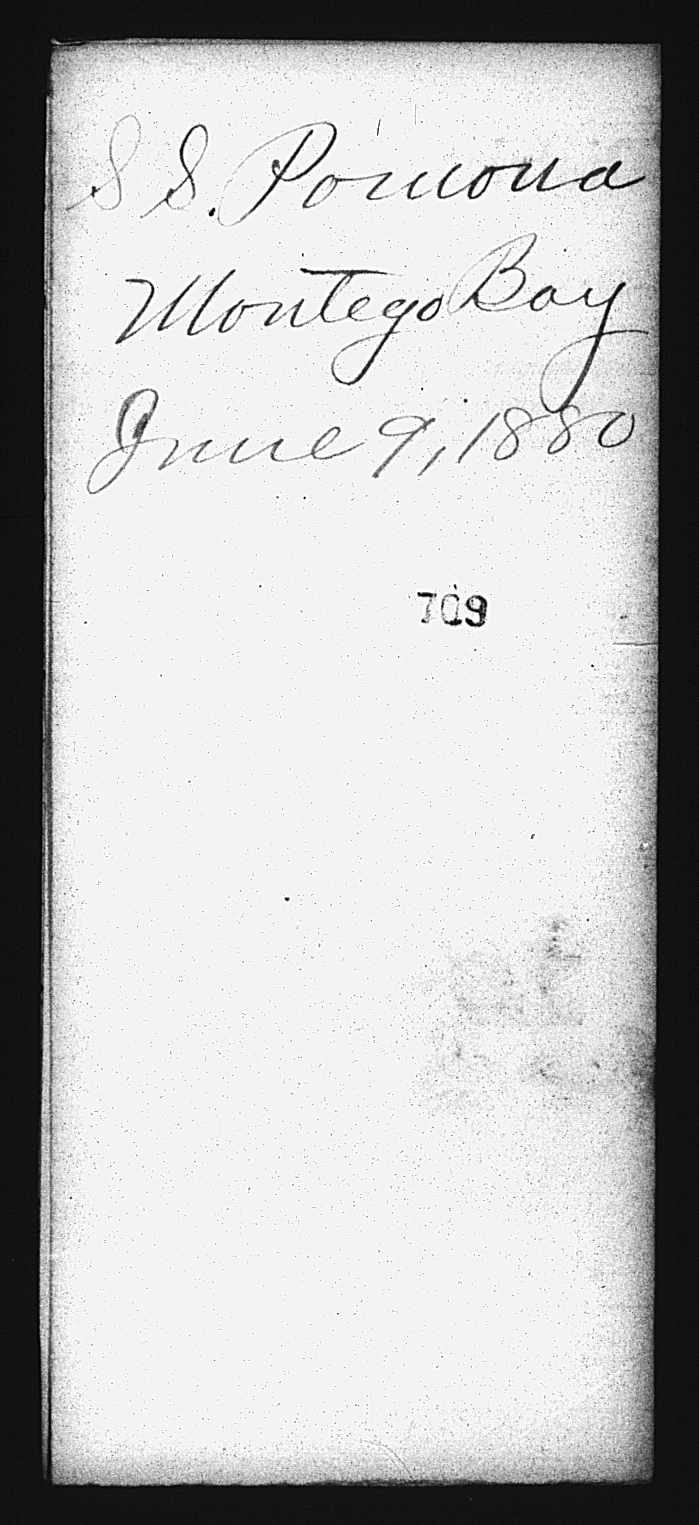 S S. Pomona
Montego Bay
June 9, 1880
709